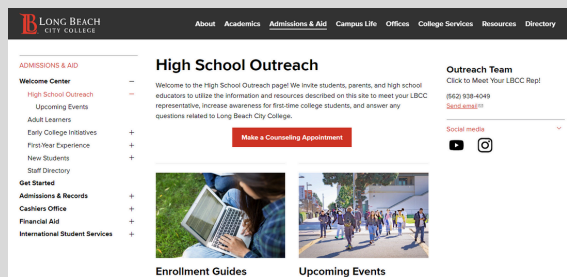 LONG BEACH
CITY COLLEGE
About Academics Admissions & Aid Campus Life Offices College Services Resources Directory
ADMISSIONS & AID
Welcome Center −
High School Outreach −
Upcoming Events
Adult Learners
Early College Initiatives +
First-Year Experience +
New Students +
Staff Directory
Get Started
Admissions & Records +
Cashiers Office +
Financial Aid +
International Student Services +
High School Outreach
Welcome to the High School Outreach page! We invite students, parents, and high school
educators to utilize the information and resources described on this site to meet your LBCC
representative, increase awareness for first-time college students, and answer any
questions related to Long Beach City College.
Make a Counseling Appointment
Enrollment Guides
Upcoming Events
Outreach Team
Click to Meet Your LBCC Rep!
(562) 938-4049
Send email
Social media